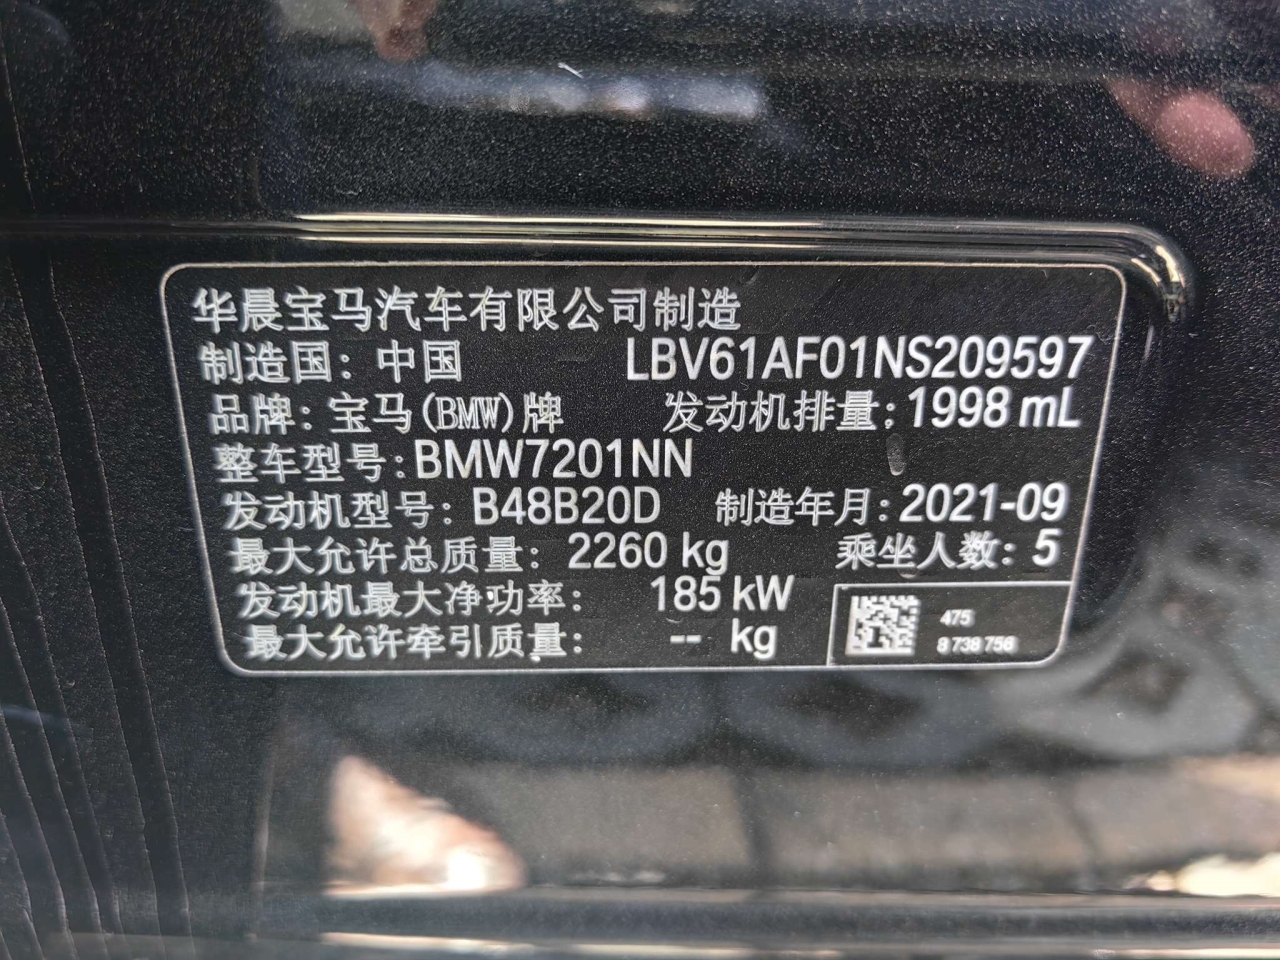 华晨宝马汽车有限公司制造
制造国：中国 LBV61AF01NS209597
品牌：宝马(BMW)牌 发动机排量：1998 mL
整车型号：BMW7201NN
发动机型号：B48B20D 制造年月：2021-09
最大允许总质量：2260 kg 乘坐人数：5
发动机最大净功率：185 kW
最大允许牵引质量：-- kg
475
8 738 756